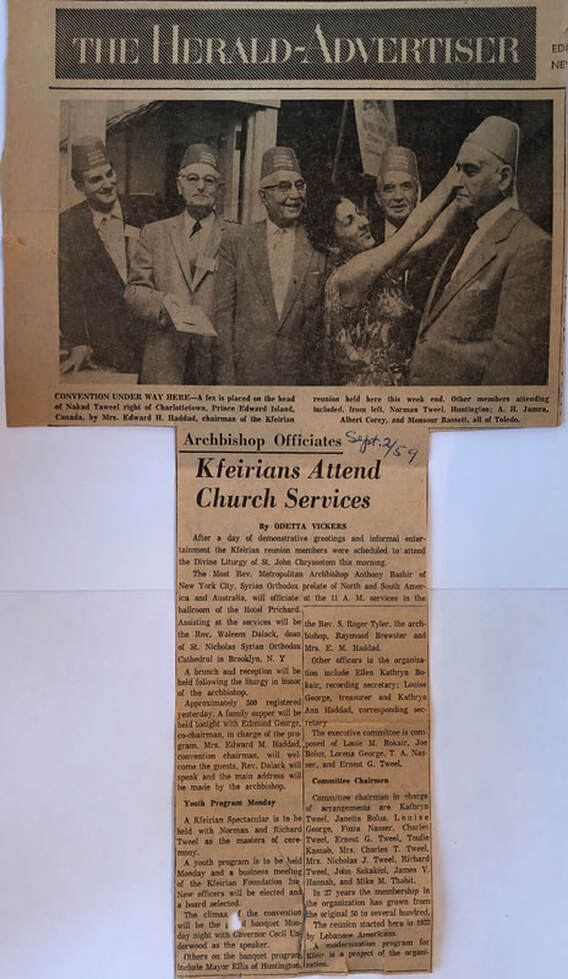 THE HERALD-ADVERTISER
EDI
NE
CONVENTION UNDER WAY HERE—A fez is placed on the head
of Nakad Taweel right of Charlottetown, Prince Edward Island,
Canada, by Mrs. Edward H. Haddad, chairman of the Kfeirian
reunion held here this week end. Other members attending
included, from left, Norman Tweel, Huntington; A. H. Jamra,
Albert Corey, and Monsour Bassett, all of Toledo.
Archbishop Officiates
Sept. 2/59
Kfeirians Attend
Church Services
By ODETTA VICKERS
After a day of demonstrative greetings and informal enter-
tainment the Kfeirian reunion members were scheduled to attend
the Divine Liturgy of St. John Chrysostom this morning.
The Most Rev. Metropolitan Archbishop Anthony Bashir of
New York City, Syrian Orthodox prelate of North and South Amer-
ica and Australia, will officiate at the 11 A. M. services in the
ballroom of the Hotel Prichard.
Assisting at the services will be
the Rev. Waleem Dalack, dean
of St. Nicholas Syrian Orthodox
Cathedral in Brooklyn, N. Y
A brunch and reception will be
held following the liturgy in honor
of the archbishop.
Approximately 500 registered
yesterday. A family supper will be
held tonight with Edmund George,
co-chairman, in charge of the pro-
gram. Mrs. Edward M. Haddad,
convention chairman, will wel-
come the guests, Rev. Dalack will
speak and the main address will
be made by the archbishop.
Youth Program Monday
A Kfeirian Spectacular is to be
held with Norman and Richard
Tweel as the masters of cere-
mony.
A youth program is to be held
Monday and a business meeting
of the Kfeirian Foundation Inc
New officers will be elected and
a board selected.
The climax of the convention
will be the banquet Mon-
day night with Governor Cecil Un-
derwood as the speaker.
Others on the banquet program
include Mayor Ellis of Huntington,
the Rev. S. Roger Tyler, the arch-
bishop, Raymond Brewster and
Mrs. E. M. Haddad.
Other officers in the organiza-
tion include Ellen Kathryn Bo-
kair, recording secretary; Louise
George, treasurer and Kathryn
Ann Haddad, corresponding sec-
retary
The executive committee is com-
posed of Louie M. Bokair, Joe
Bolus, Lorena George, T. A. Nas-
ser, and Ernest G. Tweel.
Committee Chairmen
Committee chairman in charge
of arrangements are Kathryn
Tweel, Janette Bolus, Louise
George, Fozia Nasser, Charles
Tweel, Ernest G. Tweel, Toufie
Kassab, Mrs. Charles T. Tweel,
Mrs. Nicholas J. Tweel, Richard
Tweel, John Sakakini, James V.
Hannah, and Mike M. Thabit.
In 27 years the membership in
the organization has grown from
the original 50 to several hundred.
The reunion started here in 1932
by Lebanese Americans.
A modernization program for
Kfeir is a project of the organi-
zation.